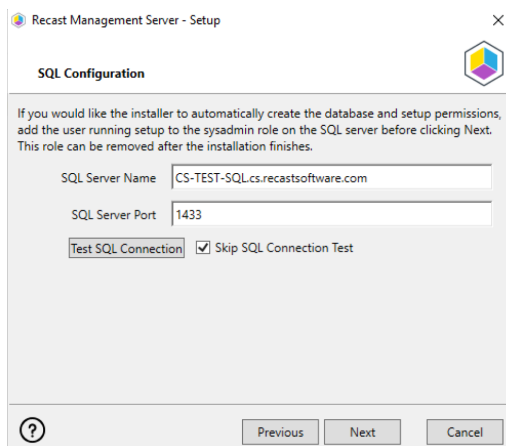 Recast Management Server - Setup
SQL Configuration
If you would like the installer to automatically create the database and setup permissions,
add the user running setup to the sysadmin role on the SQL server before clicking Next.
This role can be removed after the installation finishes.
SQL Server Name CS-TEST-SQL.cs.recastsoftware.com
SQL Server Port 1433
Test SQL Connection Skip SQL Connection Test
? Previous Next Cancel